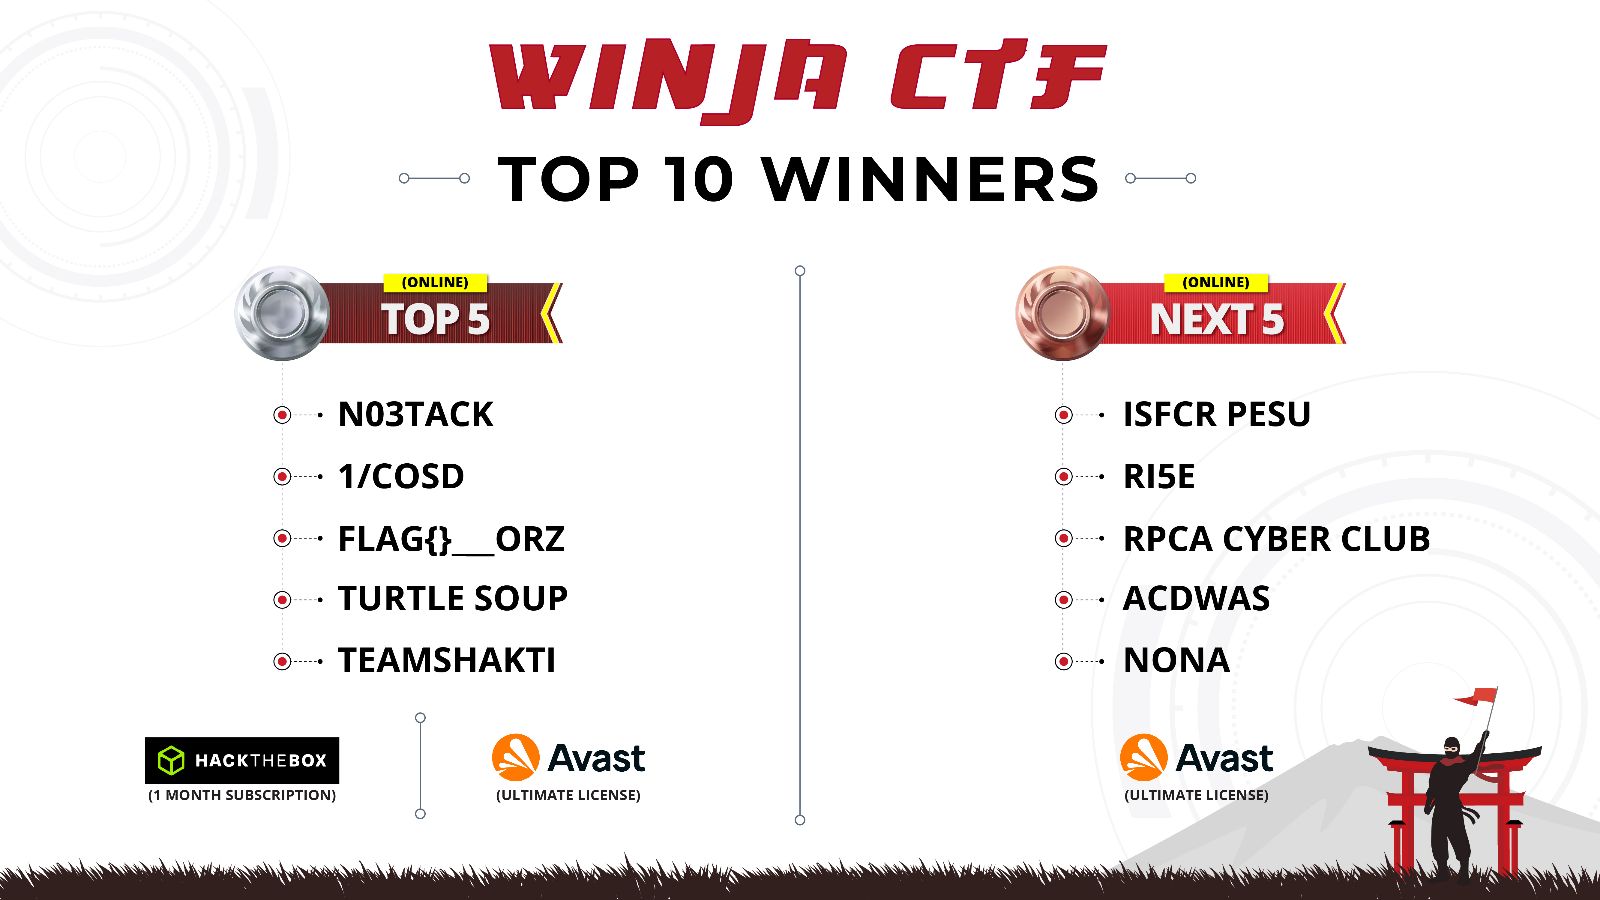 WINJA CTF
TOP 10 WINNERS
(ONLINE)
TOP 5
N03TACK
1/COSD
FLAG{}___ORZ
TURTLE SOUP
TEAMSHAKTI
HACKTHEBOX
(1 MONTH SUBSCRIPTION)
Avast
(ULTIMATE LICENSE)
(ONLINE)
NEXT 5
ISFCR PESU
RI5E
RPCA CYBER CLUB
ACDWAS
NONA
Avast
(ULTIMATE LICENSE)